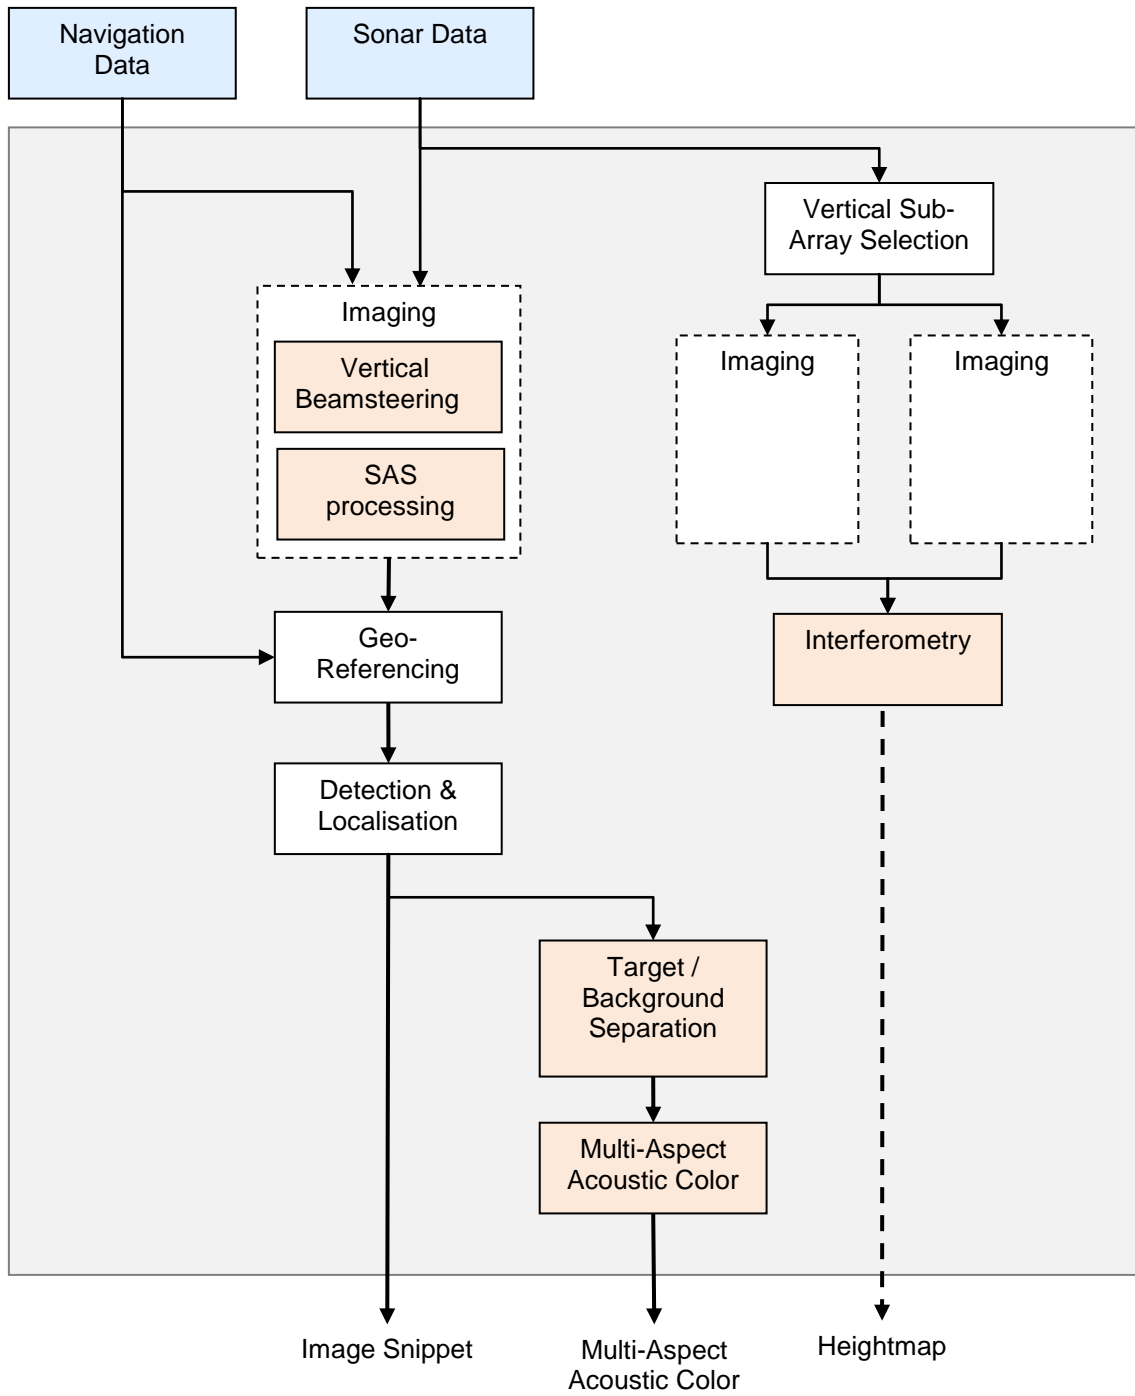 Navigation
Data
Sonar Data
Vertical Sub-
Array Selection
Imaging
Vertical
Beamsteering
SAS
processing
Imaging
Imaging
Geo-
Referencing
Interferometry
Detection &
Localisation
Target /
Background
Separation
Multi-Aspect
Acoustic Color
Image Snippet
Multi-Aspect
Acoustic Color
Heightmap